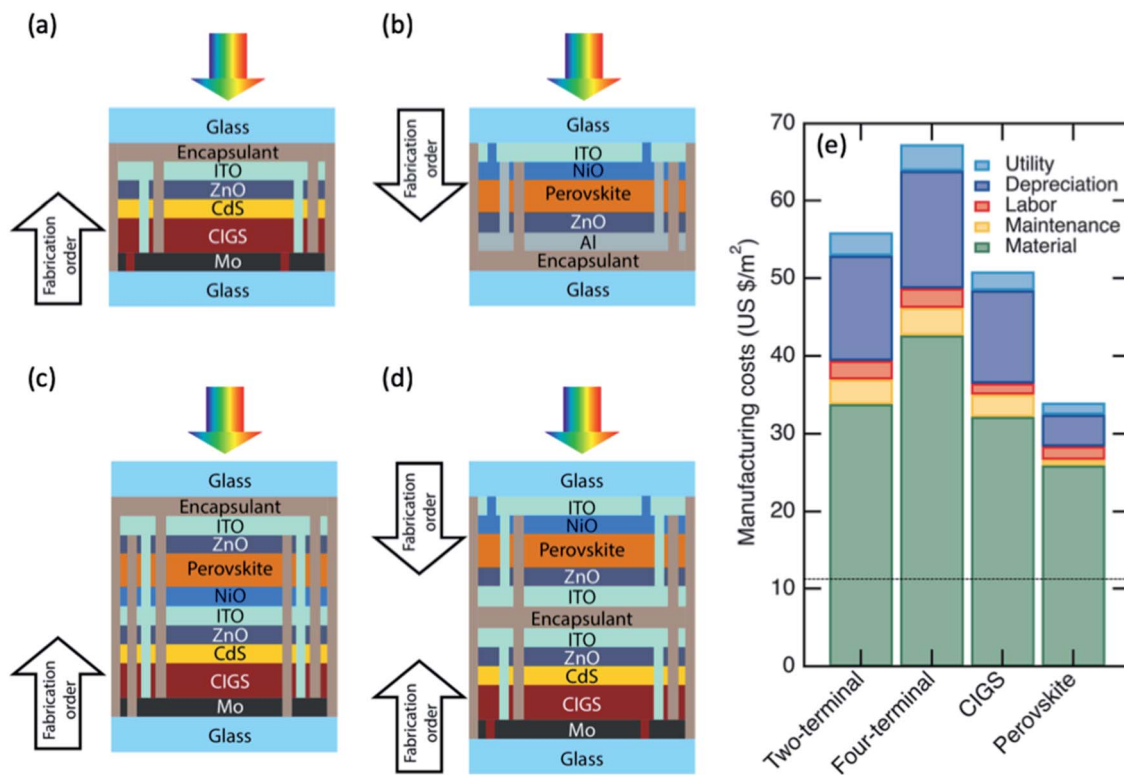 (a)
Glass
Encapsulant
ITO
ZnO
CdS
CIGS
Mo
Glass
Fabrication
order
(b)
Glass
ITO
NiO
Perovskite
ZnO
Al
Encapsulant
Glass
Fabrication
order
(c)
Glass
Encapsulant
ITO
ZnO
Perovskite
NiO
ITO
ZnO
CdS
CIGS
Mo
Glass
Fabrication
order
(d)
Glass
ITO
NiO
Perovskite
ZnO
ITO
Encapsulant
ITO
ZnO
CdS
CIGS
Mo
Glass
Fabrication
order
Fabrication
order
(e)
Utility
Depreciation
Labor
Maintenance
Material
Manufacturing costs (US $/m²)
70
60
50
40
30
20
10
0
Two-terminal
Four-terminal
CIGS
Perovskite